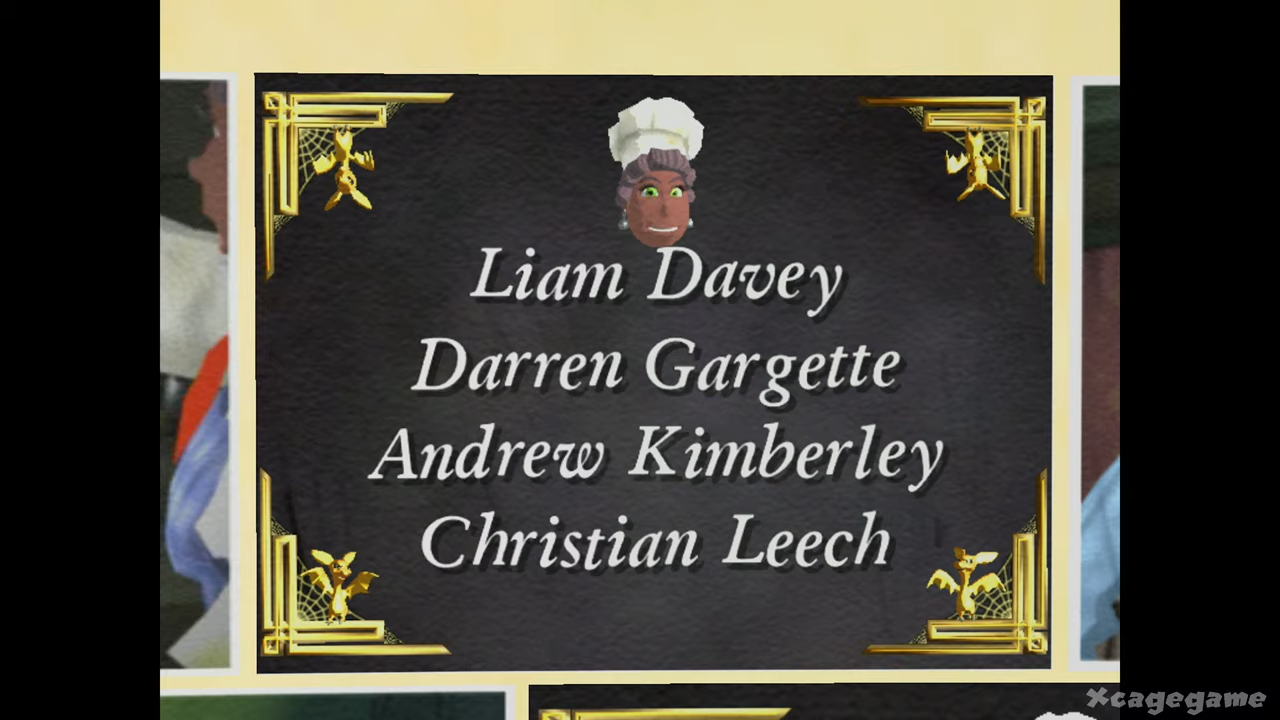 Liam Davey
Darren Gargette
Andrew Kimberley
Christian Leech
Xcagegame